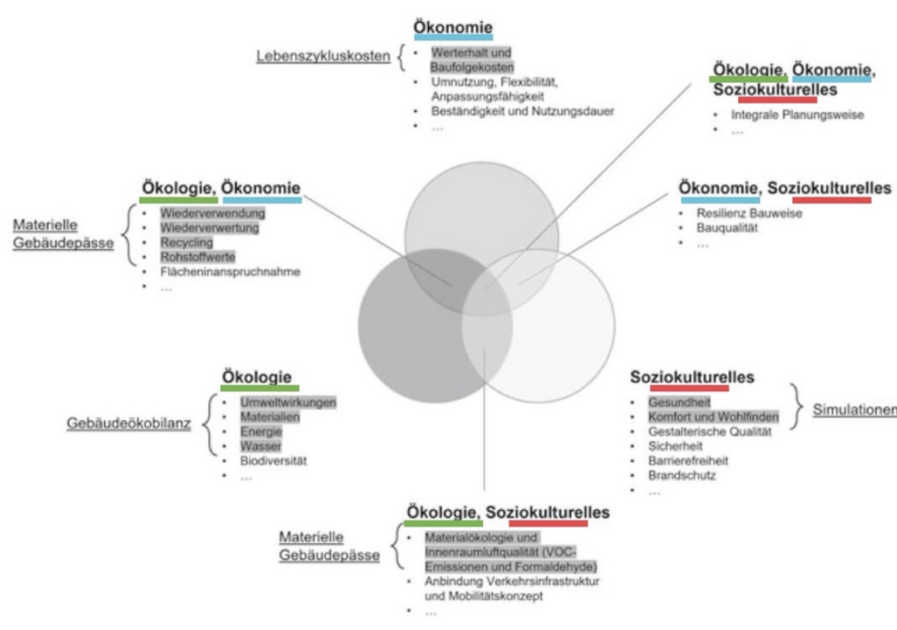 Ökonomie
Lebenszykluskosten
• Werterhalt und
Baufolgekosten
• Umnutzung, Flexibilität,
Anpassungsfähigkeit
• Beständigkeit und Nutzungsdauer
• ...
Ökologie, Ökonomie,
Soziokulturelles
• Integrale Planungsweise
• ...
Ökologie, Ökonomie
Materielle
Gebäudepässe
• Wiederverwendung
• Wiederverwertung
• Recycling
• Rohstoffwerte
• Flächeninanspruchnahme
• ...
Ökonomie, Soziokulturelles
• Resilienz Bauweise
• Bauqualität
• ...
Ökologie
Gebäudeökobilanz
• Umweltwirkungen
• Materialien
• Energie
• Wasser
• Biodiversität
• ...
Soziokulturelles
• Gesundheit
• Komfort und Wohlfinden
• Gestalterische Qualität
• Sicherheit
• Barrierefreiheit
• Brandschutz
• ...
Simulationen
Ökologie, Soziokulturelles
Materielle
Gebäudepässe
• Materialökologie und
Innenraumluftqualität (VOC-
Emissionen und Formaldehyde)
• Anbindung Verkehrsinfrastruktur
und Mobilitätskonzept
• ...